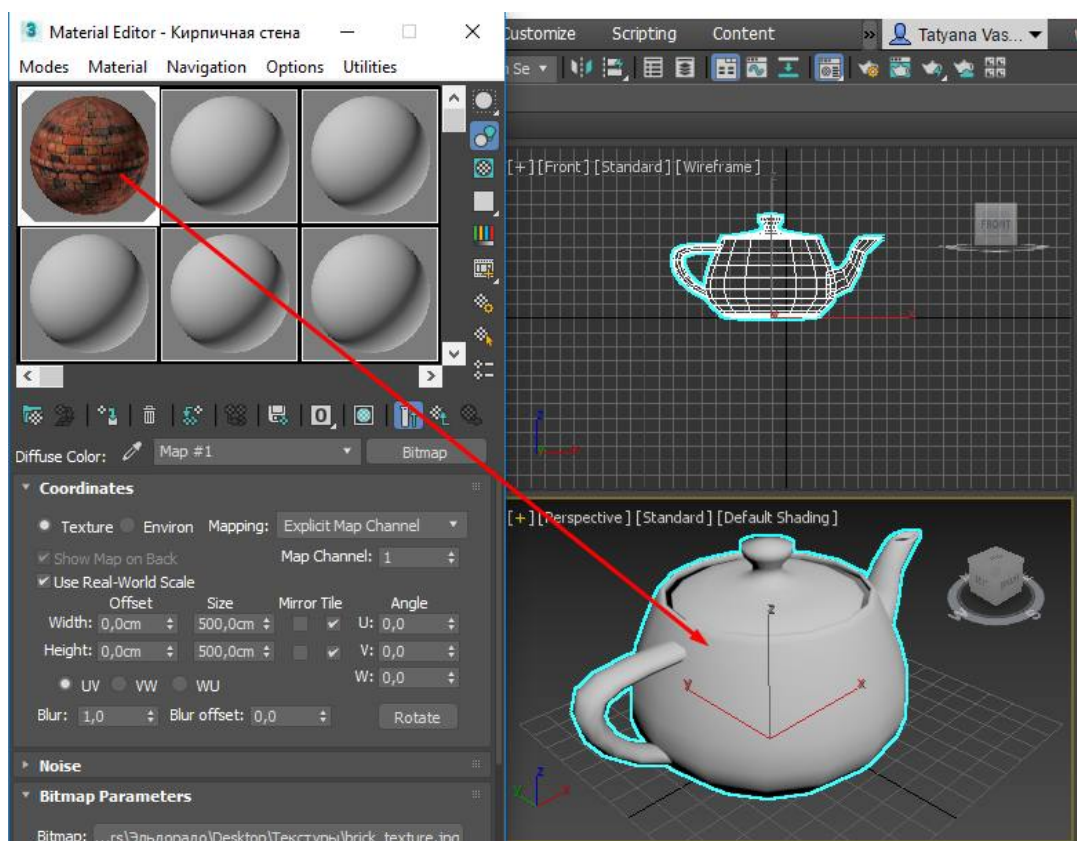 3 Material Editor - Кирпичная стена
Modes Material Navigation Options Utilities
Customize Scripting Content » Tatyana Vas...
Se
[+][Front][Standard][Wireframe]
FRONT
x
z
x
0
Diffuse Color: Map #1 Bitmap
Coordinates
Texture Environ Mapping: Explicit Map Channel
Show Map on Back Map Channel: 1
Use Real-World Scale
Offset Size Mirror Tile Angle
Width: 0,0cm 500,0cm U: 0,0
Height: 0,0cm 500,0cm V: 0,0
W: 0,0
UV VW WU
Blur: 1,0 Blur offset: 0,0 Rotate
Noise
Bitmap Parameters
Bitmap: ...rs\Эльдорадо\Desktop\Текстуры\brick_texture.jpg
[+][Perspective][Standard][Default Shading]
z
y x
z
x